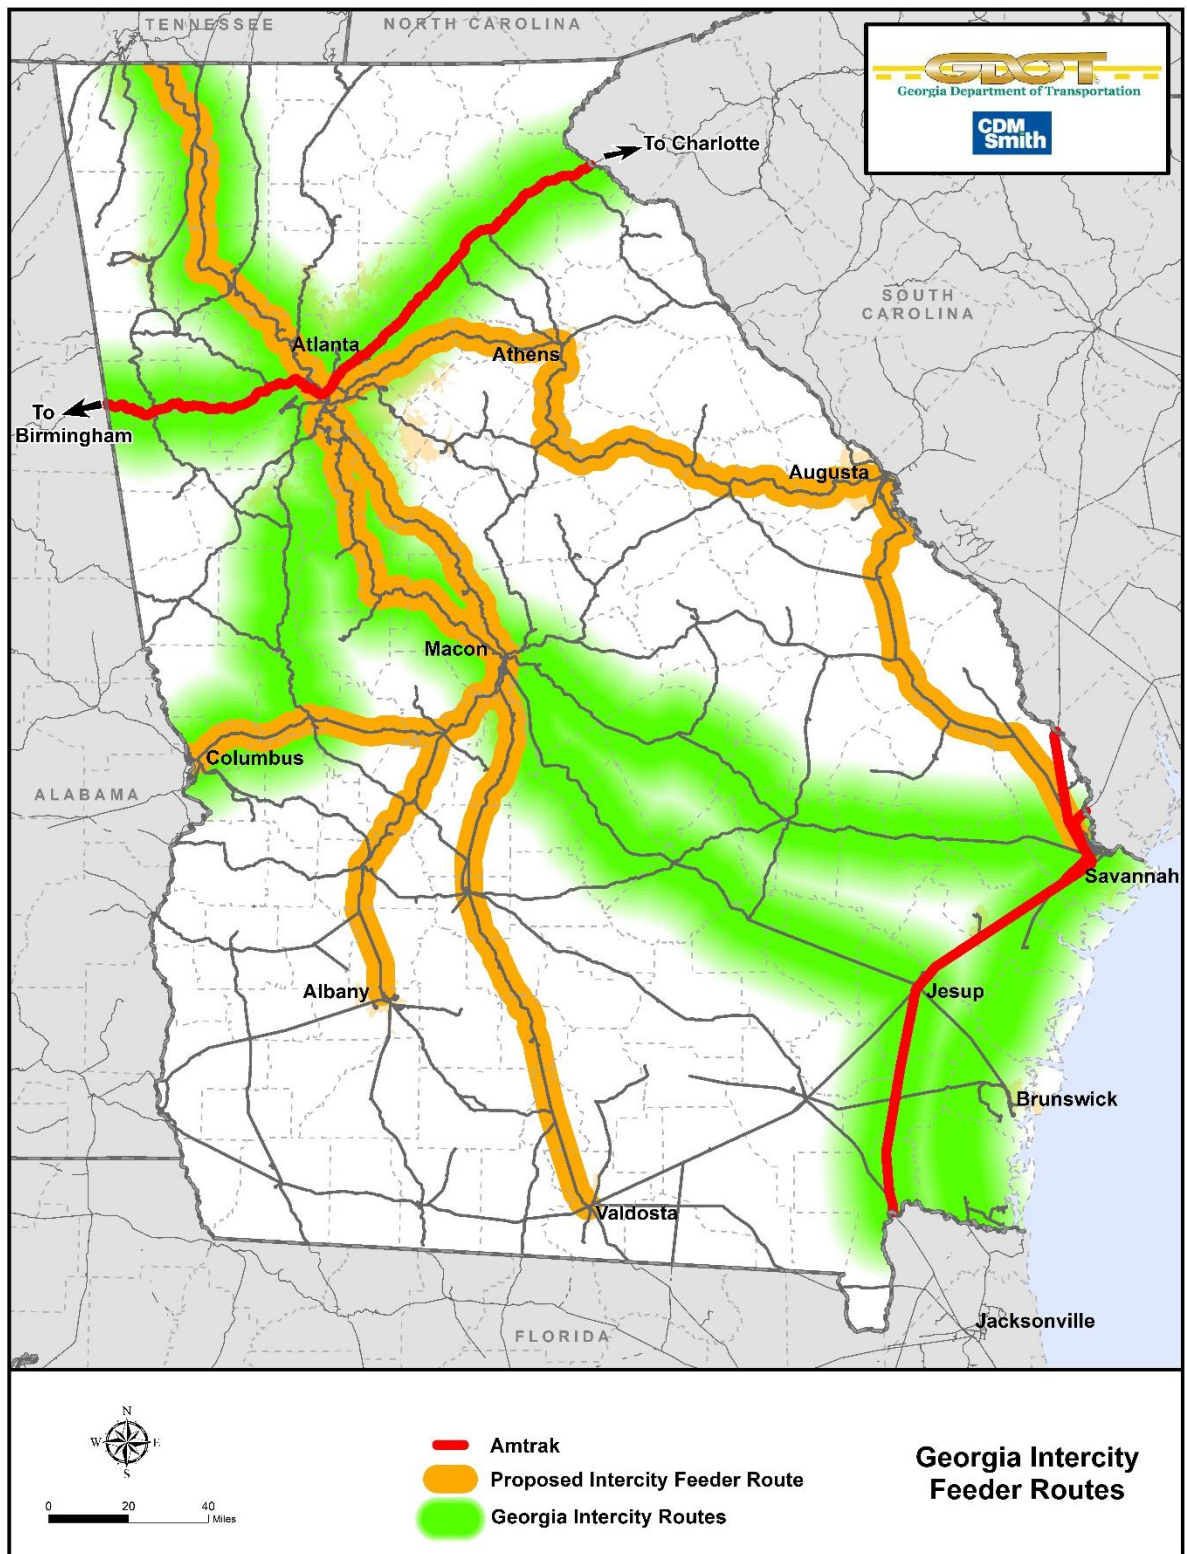 TENNESSEE
NORTH CAROLINA
GDOT
Georgia Department of Transportation
CDM
Smith
To Charlotte
SOUTH
CAROLINA
Atlanta
Athens
To
Birmingham
Augusta
Macon
Columbus
ALABAMA
Savannah
Albany
Jesup
Brunswick
Valdosta
Jacksonville
FLORIDA
N
W E
S
0 20 40
Miles
Amtrak
Proposed Intercity Feeder Route
Georgia Intercity Routes
Georgia Intercity
Feeder Routes